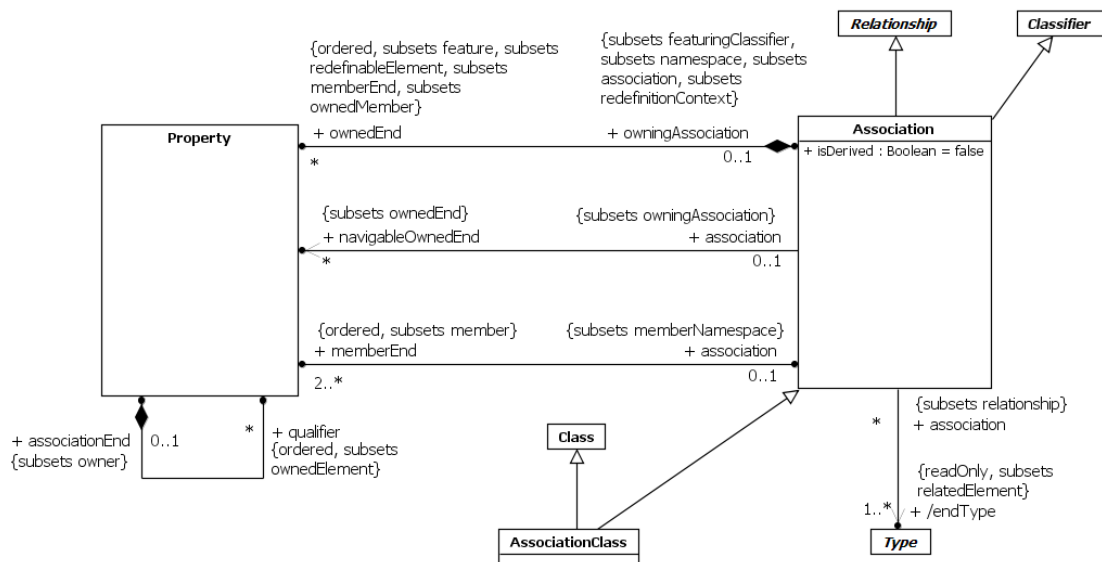 Relationship
Classifier
{ordered, subsets feature, subsets
redefinableElement, subsets
memberEnd, subsets
ownedMember}
{subsets featuringClassifier,
subsets namespace, subsets
association, subsets
redefinitionContext}
Property
+ ownedEnd
*
+ owningAssociation
0..1
Association
+ isDerived : Boolean = false
{subsets ownedEnd}
+ navigableOwnedEnd
*
{subsets owningAssociation}
+ association
0..1
{ordered, subsets member}
+ memberEnd
2..*
{subsets memberNamespace}
+ association
0..1
+ associationEnd
{subsets owner}
0..1
*
+ qualifier
{ordered, subsets
ownedElement}
Class
AssociationClass
*
{subsets relationship}
+ association
{readOnly, subsets
relatedElement}
+ /endType
1..*
Type